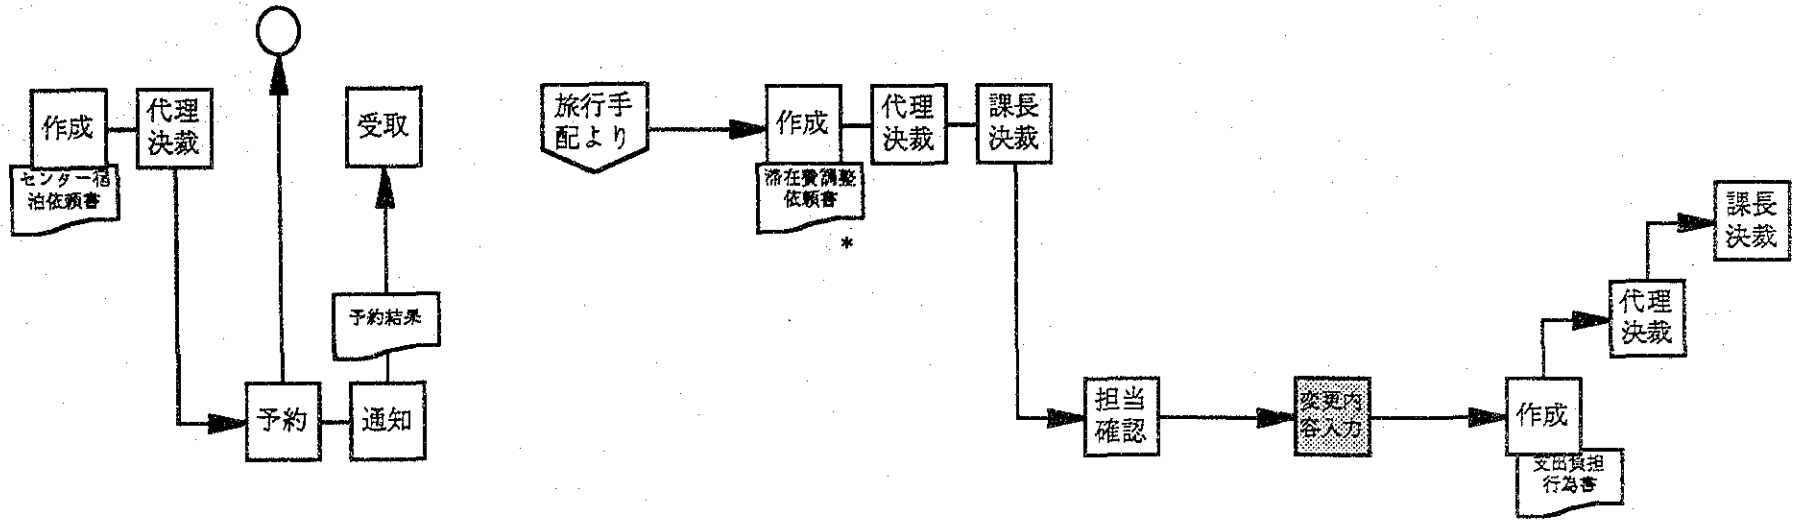 作成
センター宿
泊依頼書
代理
決裁
予約
通知
予約結果
受取
旅行手
配より
作成
滞在費調整
依頼書
*
代理
決裁
課長
決裁
担当
確認
変更内
容入力
作成
支出負担
行為書
代理
決裁
課長
決裁